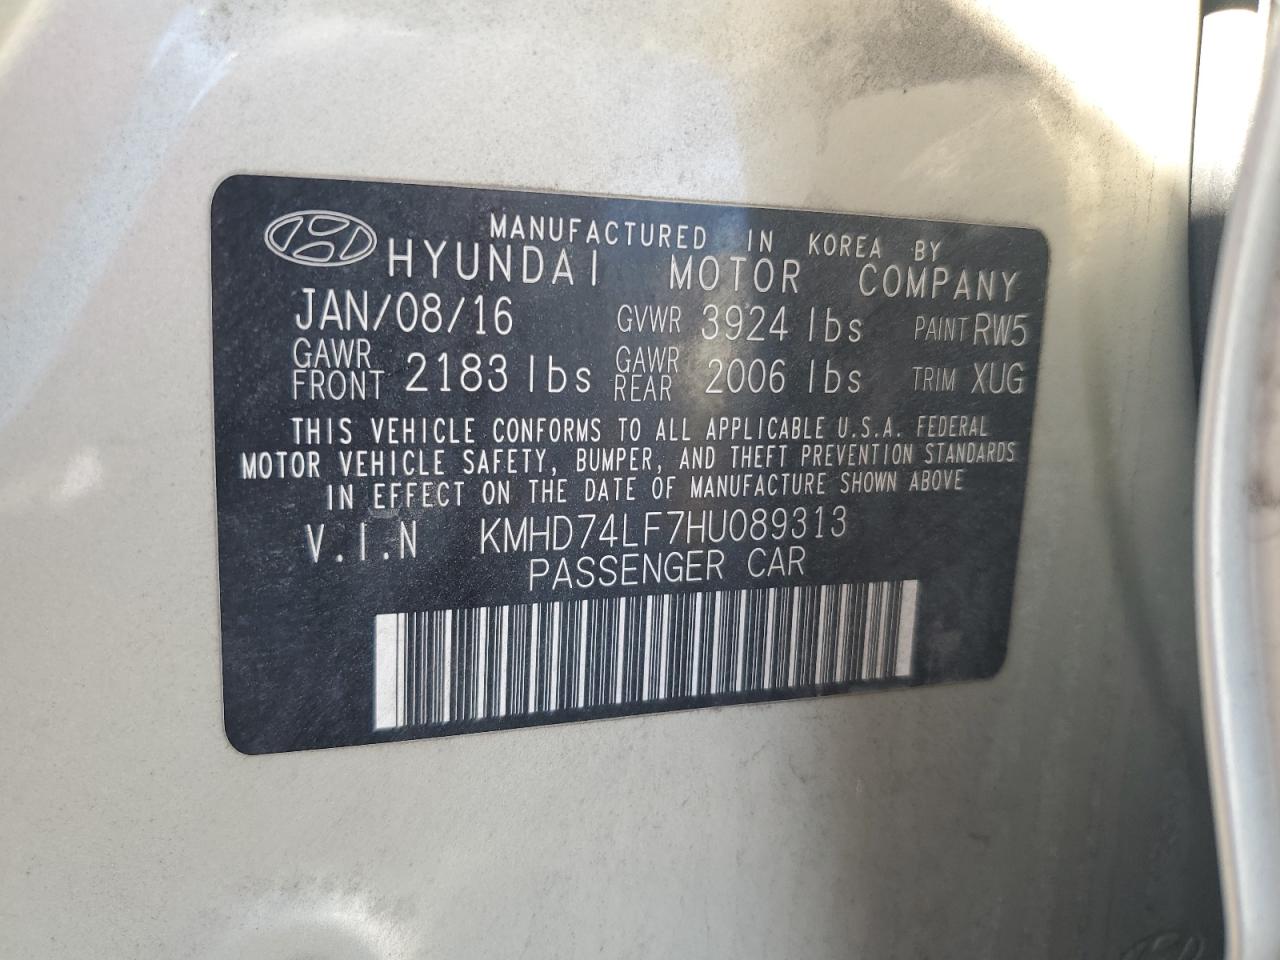 MANUFACTURED IN KOREA BY
HYUNDAI MOTOR COMPANY
JAN/08/16 GVWR 3924 lbs PAINT RW5
GAWR FRONT 2183 lbs GAWR REAR 2006 lbs TRIM XUG
THIS VEHICLE CONFORMS TO ALL APPLICABLE U.S.A. FEDERAL
MOTOR VEHICLE SAFETY, BUMPER, AND THEFT PREVENTION STANDARDS
IN EFFECT ON THE DATE OF MANUFACTURE SHOWN ABOVE
V.I.N KMHD74LF7HU089313
PASSENGER CAR